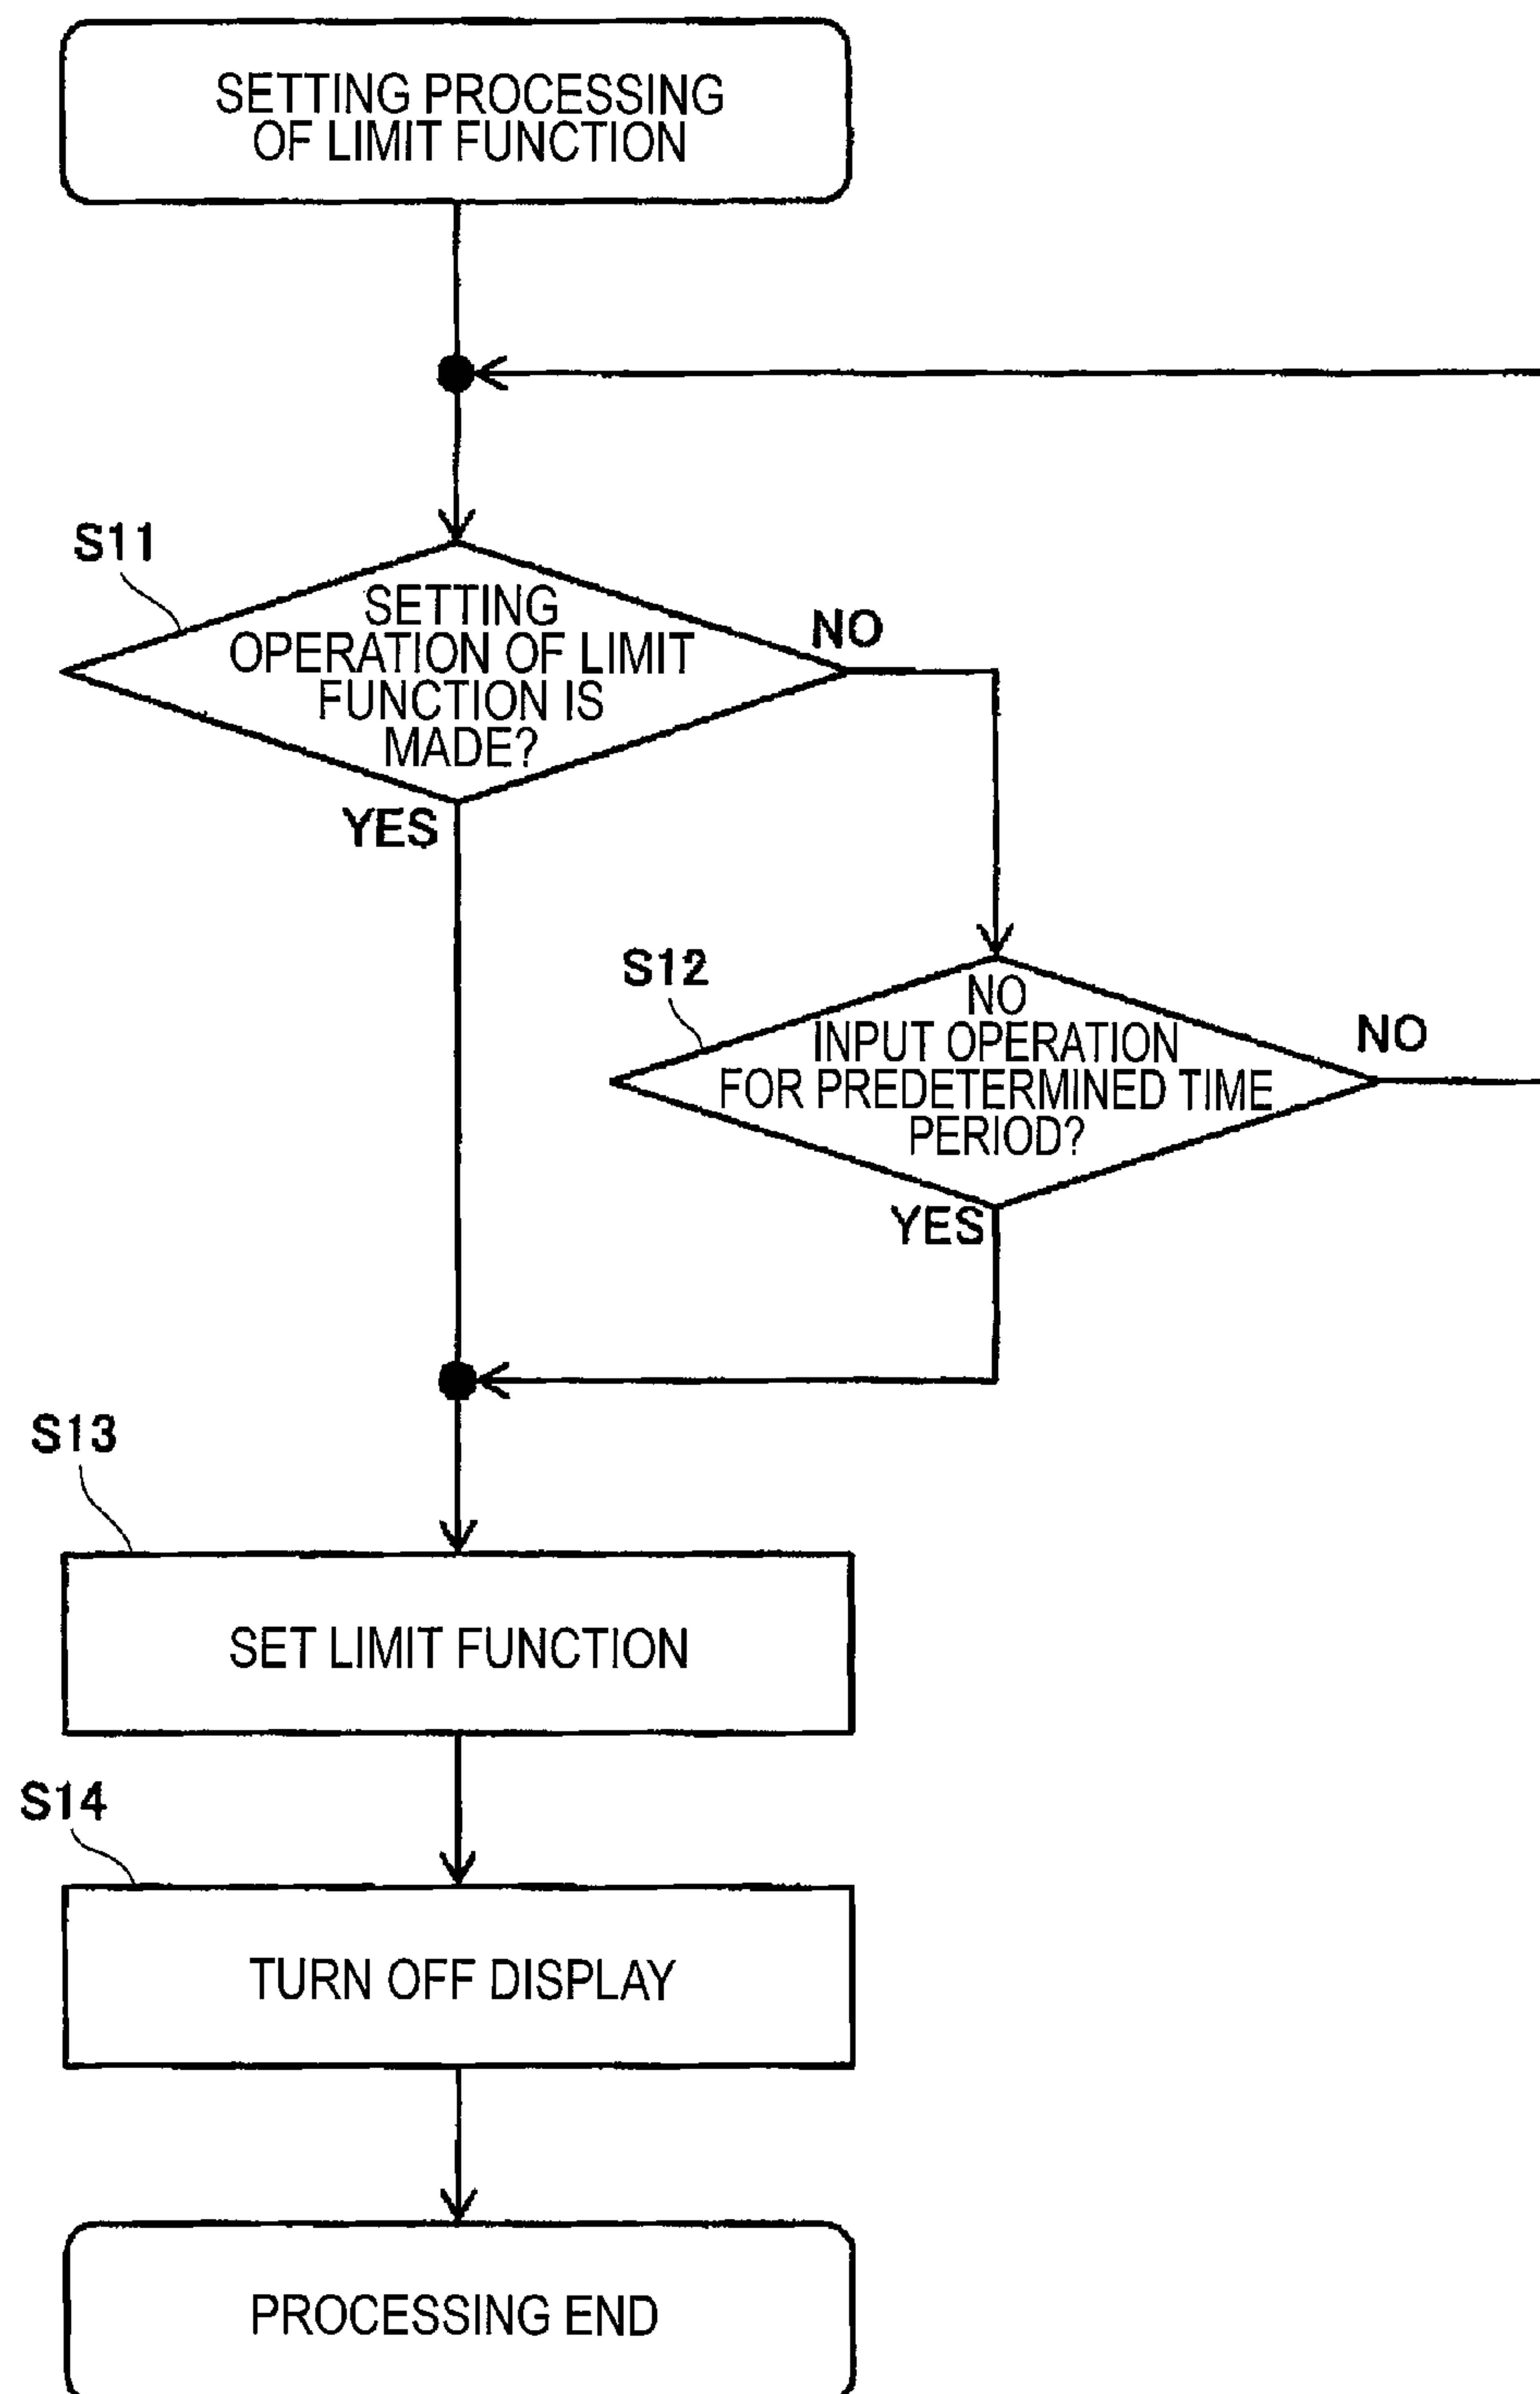 SETTING PROCESSING
OF LIMIT FUNCTION
S11
SETTING
OPERATION OF LIMIT
FUNCTION IS
MADE?
NO
YES
S12
NO
INPUT OPERATION
FOR PREDETERMINED TIME
PERIOD?
NO
YES
S13
SET LIMIT FUNCTION
S14
TURN OFF DISPLAY
PROCESSING END